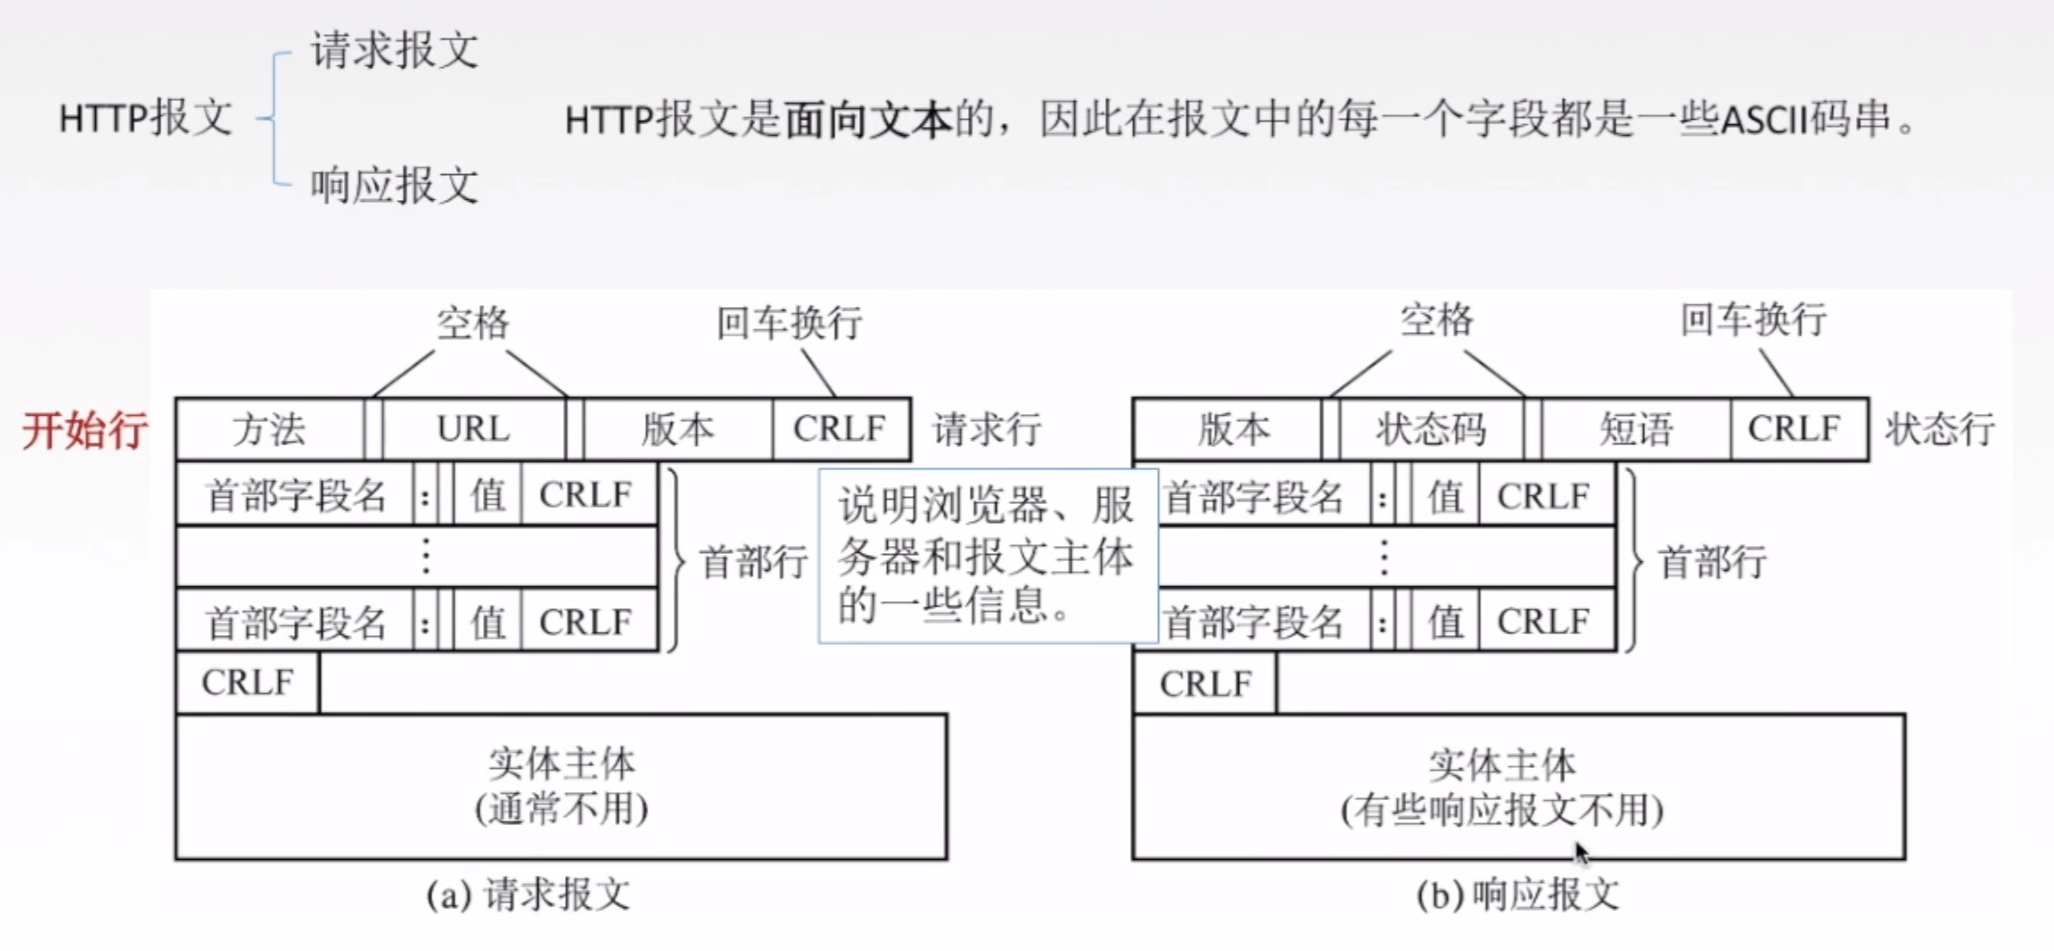 请求报文
HTTP报文
HTTP报文是面向文本的，因此在报文中的每一个字段都是一些ASCII码串。
响应报文
空格 回车换行
开始行 方法 URL 版本 CRLF 请求行
首部字段名 : 值 CRLF
⋮
首部行
首部字段名 : 值 CRLF
CRLF
实体主体
(通常不用)
(a) 请求报文
说明浏览器、服
务器和报文主体
的一些信息。
空格 回车换行
版本 状态码 短语 CRLF 状态行
首部字段名 : 值 CRLF
⋮
首部行
首部字段名 : 值 CRLF
CRLF
实体主体
(有些响应报文不用)
(b) 响应报文